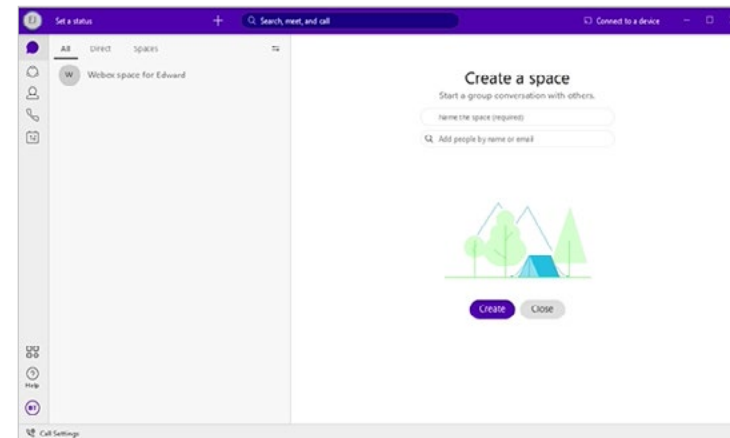 EJ Set a status + Search, meet, and call Connect to a device
All Direct Spaces
W Webex space for Edward
Create a space
Start a group conversation with others.
Name the space (required)
Add people by name or email
Create Close
Help
BT
Call Settings